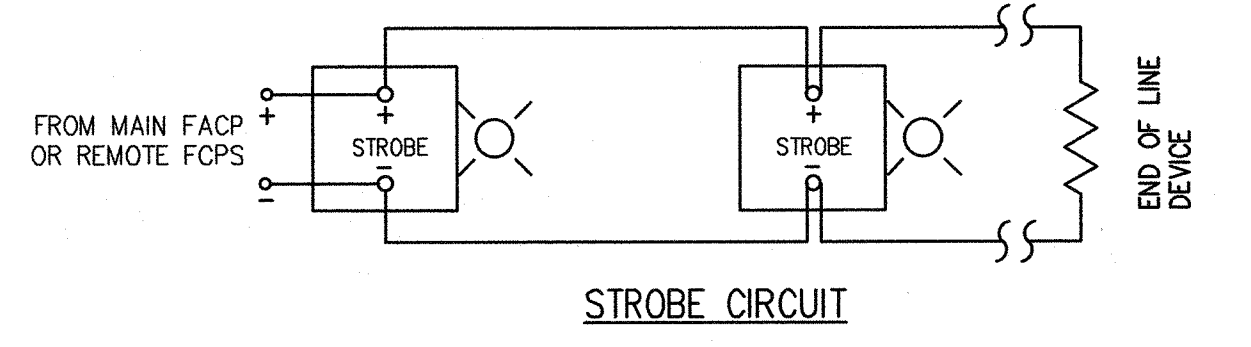 FROM MAIN FACP
OR REMOTE FCPS
+
-
+
STROBE
-
+
STROBE
-
END OF LINE
DEVICE
STROBE CIRCUIT